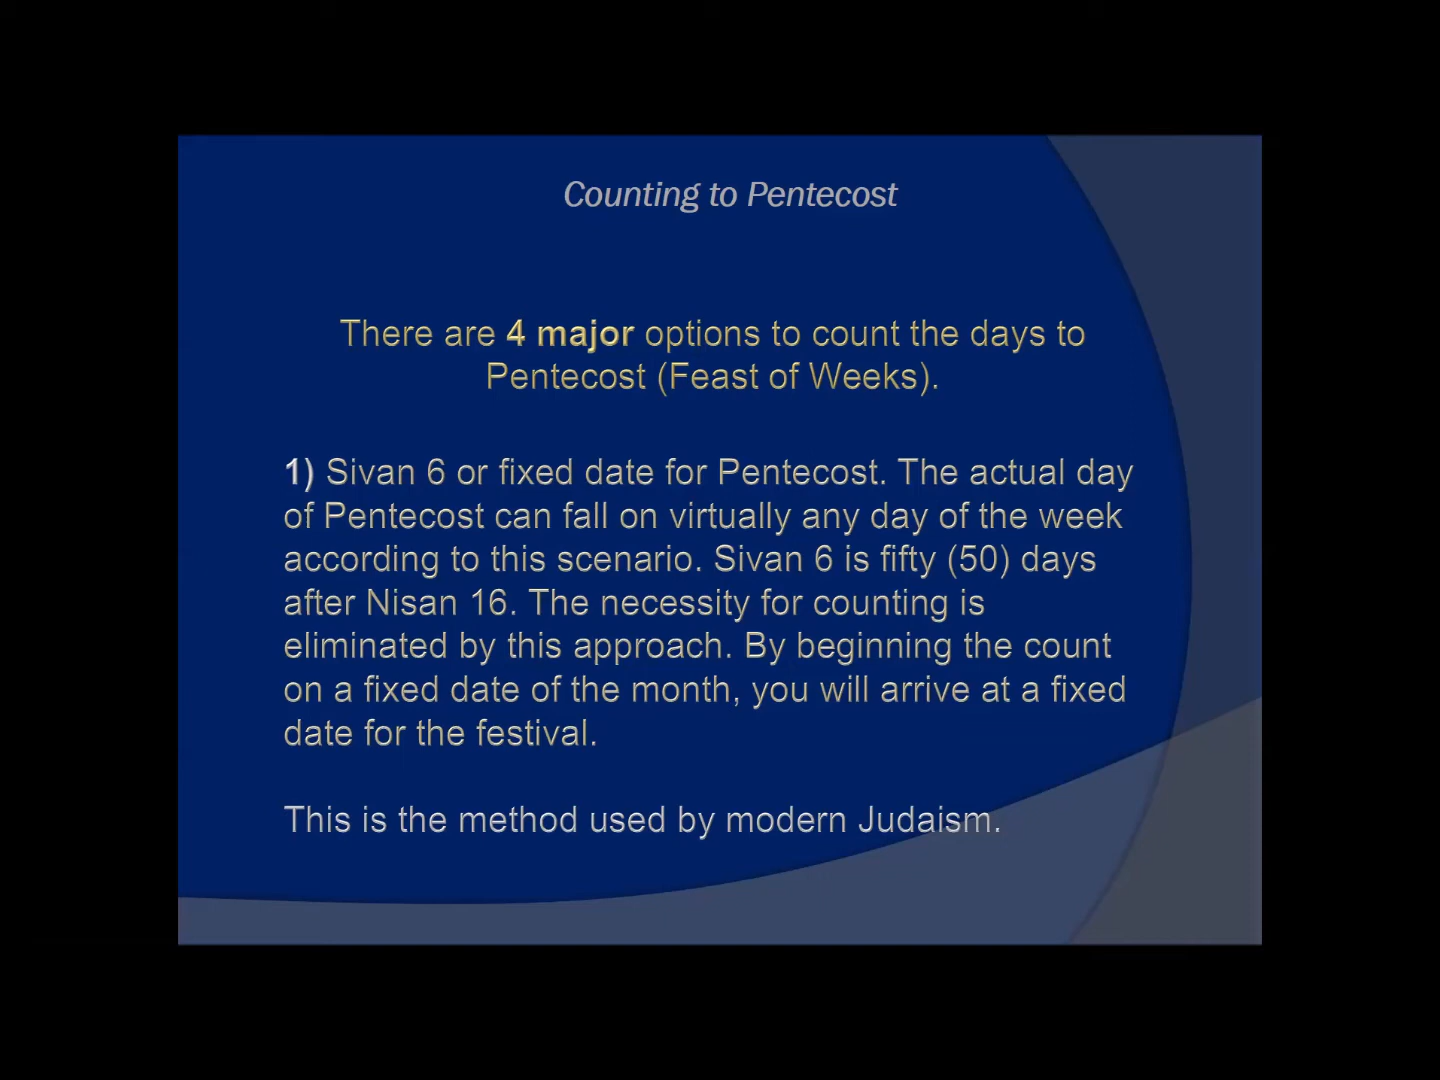 Counting to Pentecost
There are 4 major options to count the days to
Pentecost (Feast of Weeks).
1) Sivan 6 or fixed date for Pentecost. The actual day
of Pentecost can fall on virtually any day of the week
according to this scenario. Sivan 6 is fifty (50) days
after Nisan 16. The necessity for counting is
eliminated by this approach. By beginning the count
on a fixed date of the month, you will arrive at a fixed
date for the festival.
This is the method used by modern Judaism.